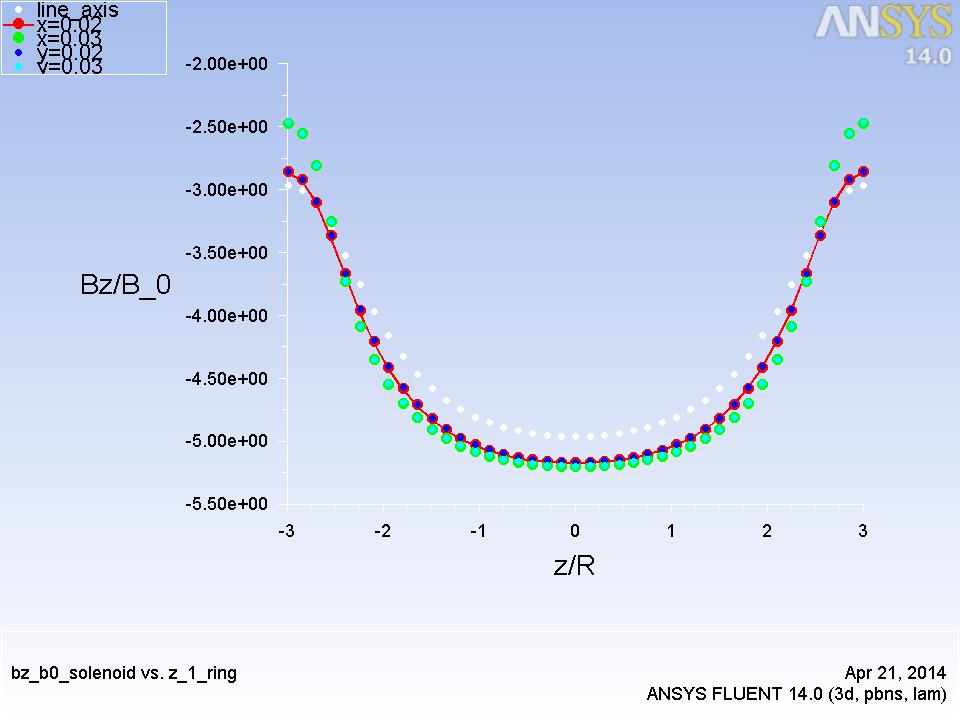 line_axis
x=0.02
x=0.03
y=0.02
y=0.03
ANSYS
14.0
-2.00e+00
-2.50e+00
-3.00e+00
-3.50e+00
-4.00e+00
-4.50e+00
-5.00e+00
-5.50e+00
Bz/B_0
-3 -2 -1 0 1 2 3
z/R
bz_b0_solenoid vs. z_1_ring
Apr 21, 2014
ANSYS FLUENT 14.0 (3d, pbns, lam)